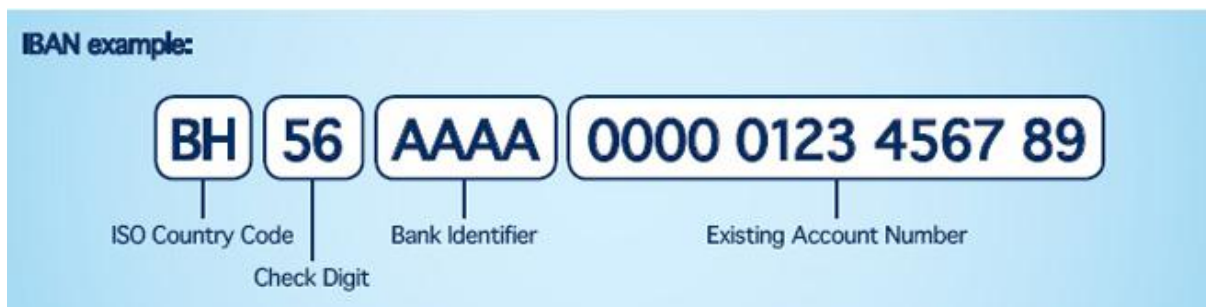 IBAN example:
BH 56 AAAA 0000 0123 4567 89
ISO Country Code Bank Identifier Existing Account Number
Check Digit